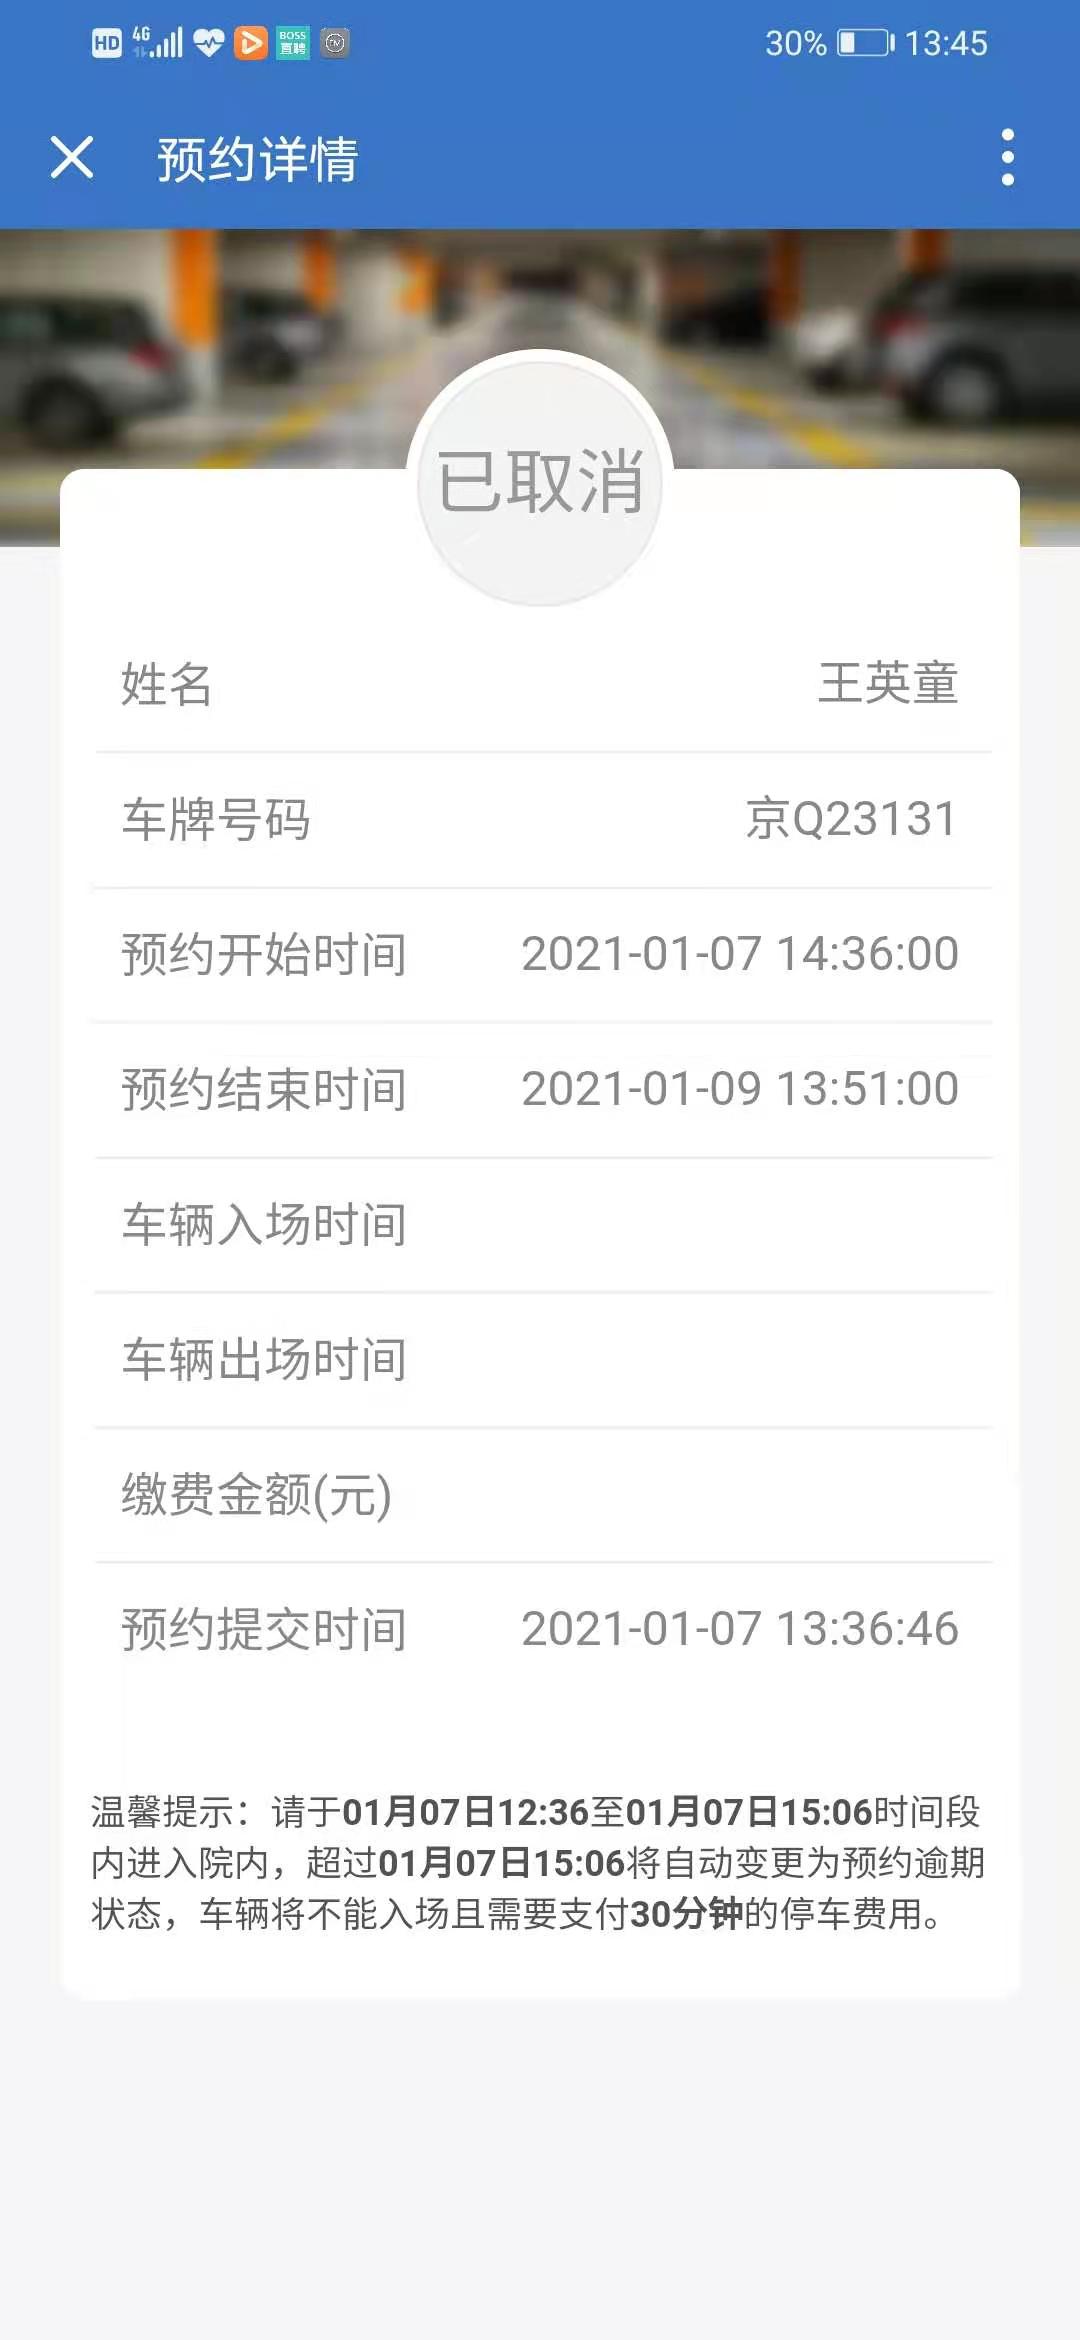 HD 4G BOSS直聘 30% 13:45
预约详情
已取消
姓名 王英童
车牌号码 京Q23131
预约开始时间 2021-01-07 14:36:00
预约结束时间 2021-01-09 13:51:00
车辆入场时间
车辆出场时间
缴费金额(元)
预约提交时间 2021-01-07 13:36:46
温馨提示：请于01月07日12:36至01月07日15:06时间段
内进入院内，超过01月07日15:06将自动变更为预约逾期
状态，车辆将不能入场且需要支付30分钟的停车费用。